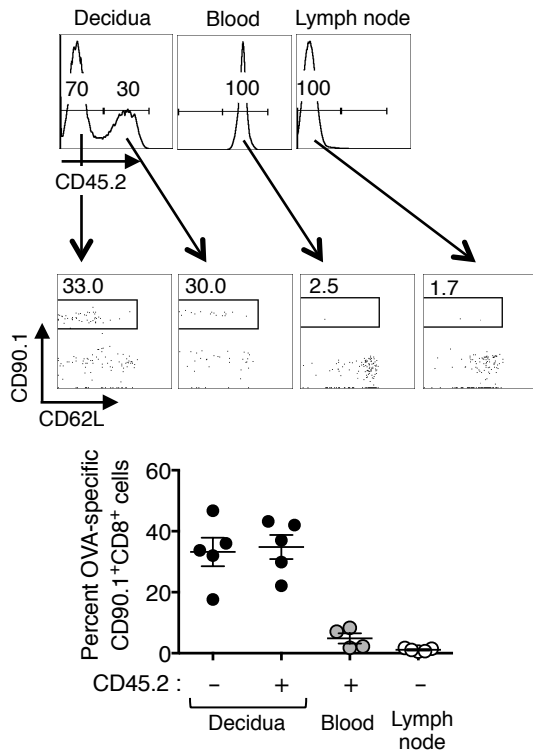 Decidua Blood Lymph node
70 30 100 100
CD45.2
33.0 30.0 2.5 1.7
CD90.1
CD62L
Percent OVA-specific
CD90.1⁺CD8⁺ cells
60
40
20
0
CD45.2 : – + + –
Decidua Blood Lymph
node